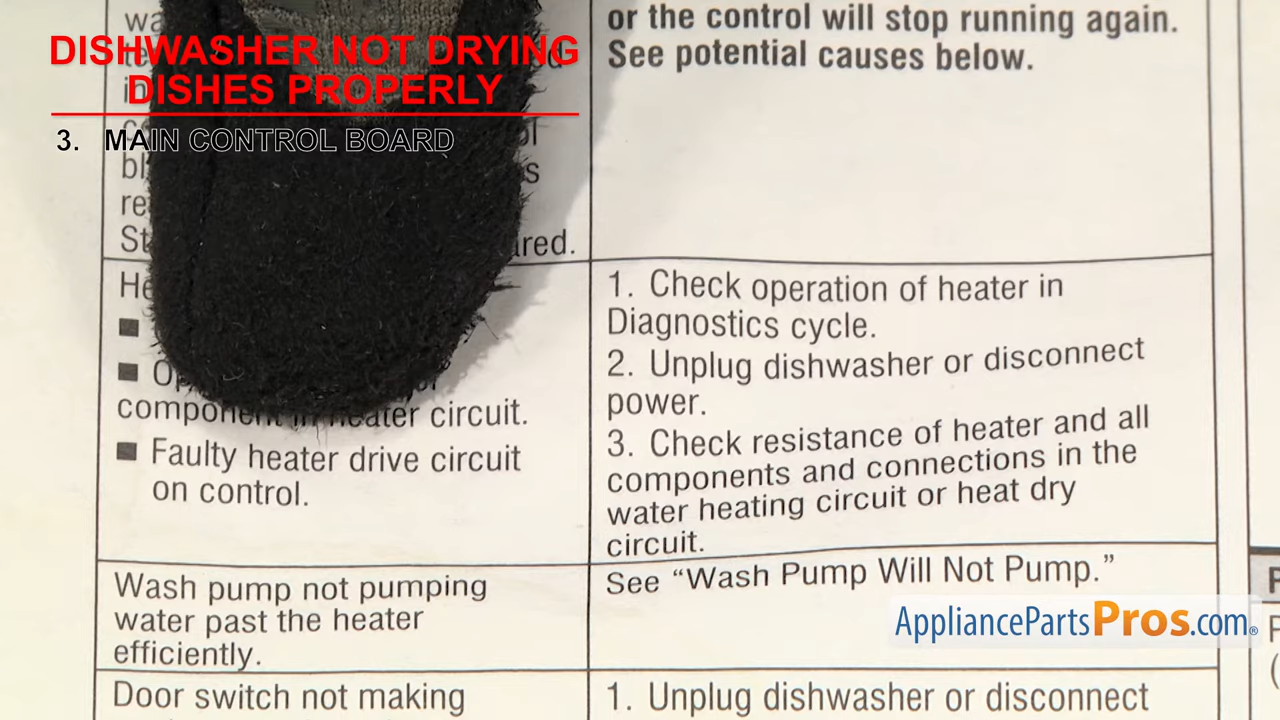 DISHWASHER NOT DRYING
DISHES PROPERLY
3. MAIN CONTROL BOARD
or the control will stop running again.
See potential causes below.
1. Check operation of heater in
Diagnostics cycle.
2. Unplug dishwasher or disconnect
power.
3. Check resistance of heater and all
components and connections in the
water heating circuit or heat dry
circuit.
component in heater circuit.
■ Faulty heater drive circuit
on control.
Wash pump not pumping
water past the heater
efficiently.
See “Wash Pump Will Not Pump.”
Door switch not making
1. Unplug dishwasher or disconnect
AppliancePartsPros.com®